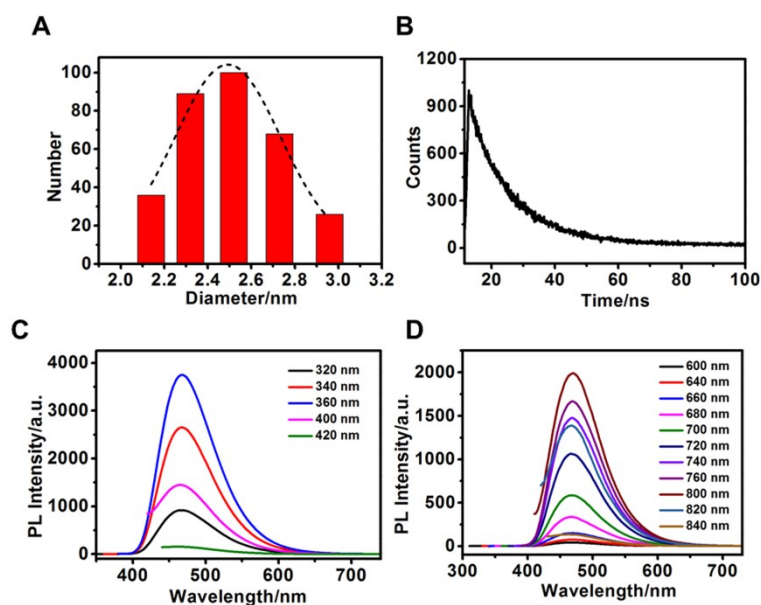 A
Number
100
80
60
40
20
0
2.0 2.2 2.4 2.6 2.8 3.0 3.2
Diameter/nm
B
Counts
1200
900
600
300
0
20 40 60 80 100
Time/ns
C
PL Intensity/a.u.
4000
3000
2000
1000
0
400 500 600 700
Wavelength/nm
320 nm
340 nm
360 nm
400 nm
420 nm
D
PL Intensity/a.u.
2000
1500
1000
500
0
300 400 500 600 700
Wavelength/nm
600 nm
640 nm
660 nm
680 nm
700 nm
720 nm
740 nm
760 nm
800 nm
820 nm
840 nm